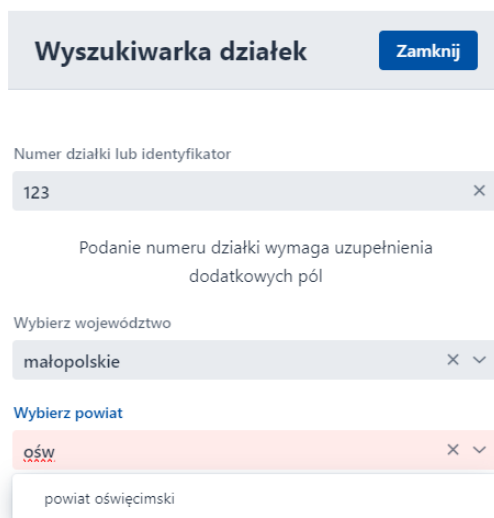 Wyszukiwarka działek
Zamknij
Numer działki lub identyfikator
123
Podanie numeru działki wymaga uzupełnienia
dodatkowych pól
Wybierz województwo
małopolskie
Wybierz powiat
ośw
powiat oświęcimski